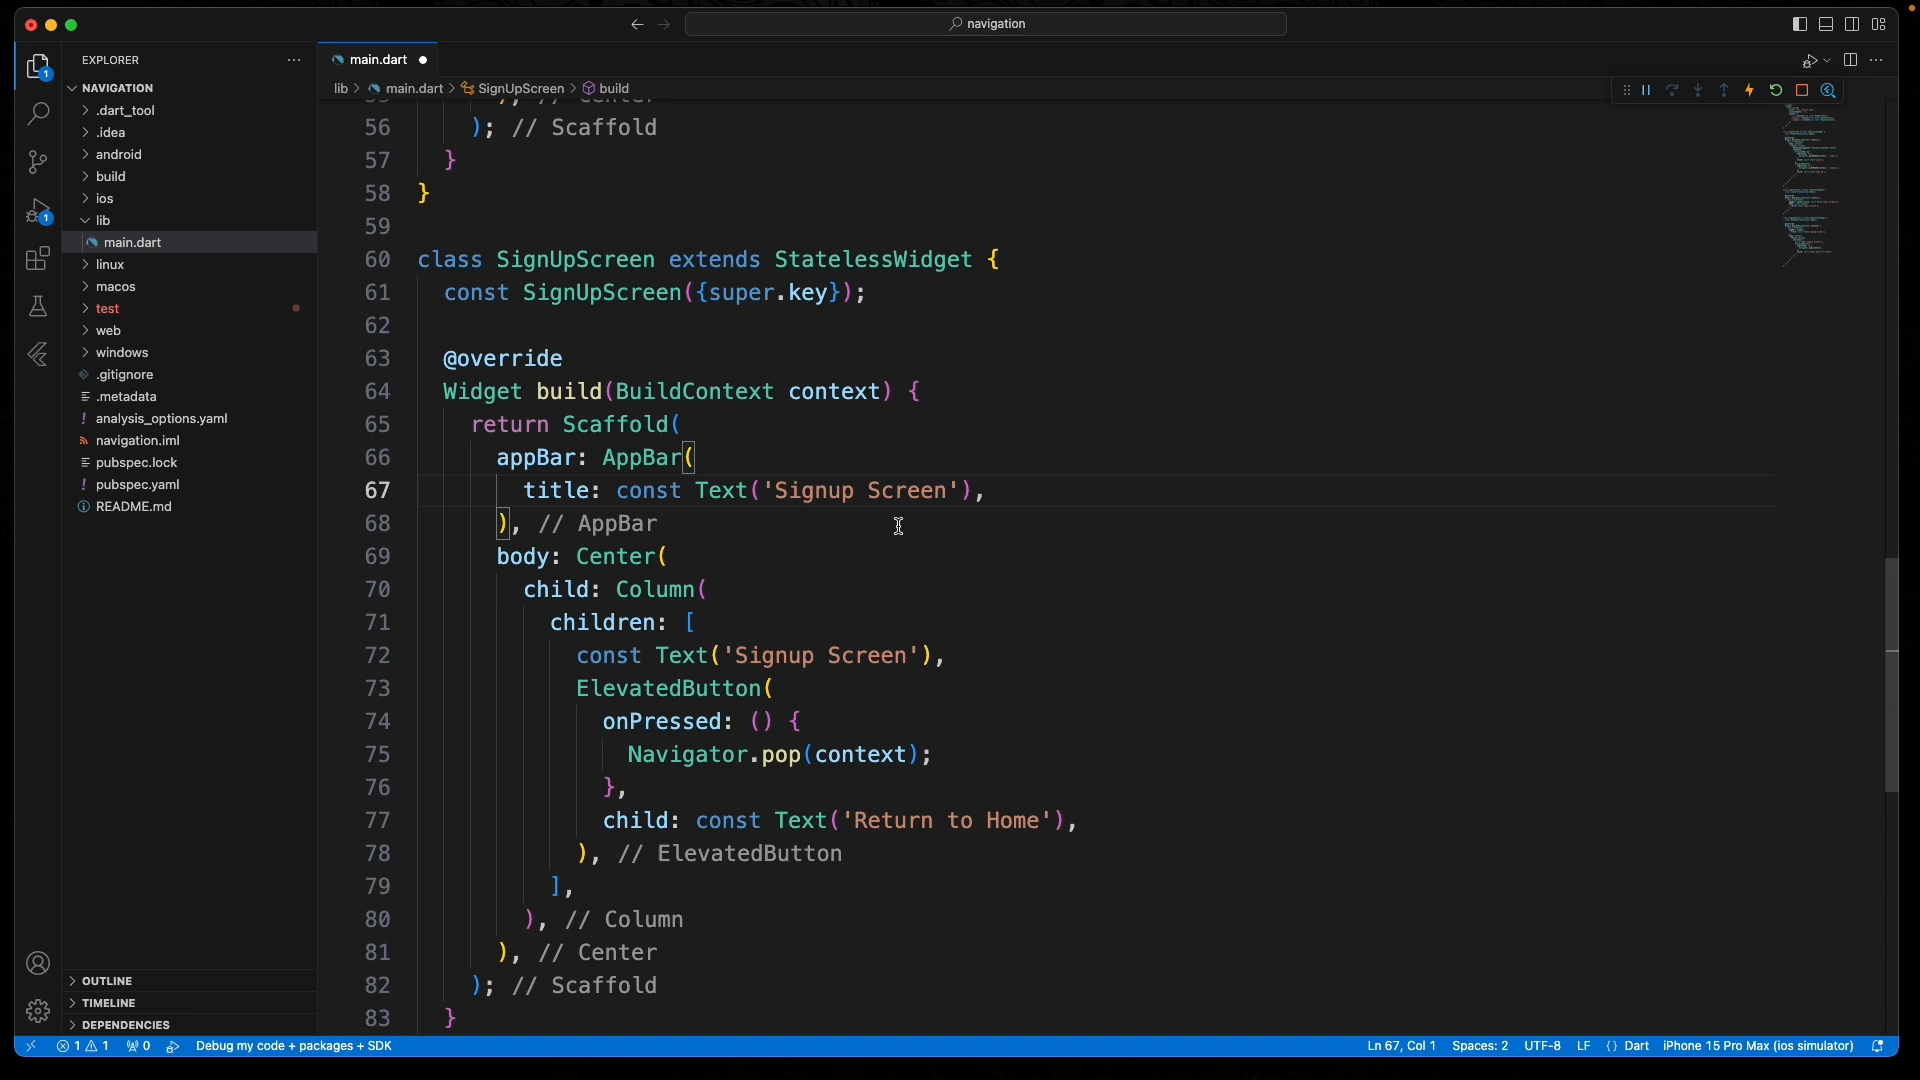 navigation
EXPLORER
NAVIGATION
.dart_tool
.idea
android
build
ios
lib
main.dart
linux
macos
test
web
windows
.gitignore
.metadata
analysis_options.yaml
navigation.iml
pubspec.lock
pubspec.yaml
README.md
OUTLINE
TIMELINE
DEPENDENCIES
main.dart
lib > main.dart > SignUpScreen > build
56 ); // Scaffold
57 }
58 }
59
60 class SignUpScreen extends StatelessWidget {
61 const SignUpScreen({super.key});
62
63 @override
64 Widget build(BuildContext context) {
65 return Scaffold(
66 appBar: AppBar(
67 title: const Text('Signup Screen'),
68 ), // AppBar
69 body: Center(
70 child: Column(
71 children: [
72 const Text('Signup Screen'),
73 ElevatedButton(
74 onPressed: () {
75 Navigator.pop(context);
76 },
77 child: const Text('Return to Home'),
78 ), // ElevatedButton
79 ],
80 ), // Column
81 ), // Center
82 ); // Scaffold
83 }
1 1 0 Debug my code + packages + SDK
Ln 67, Col 1 Spaces: 2 UTF-8 LF {} Dart iPhone 15 Pro Max (ios simulator)